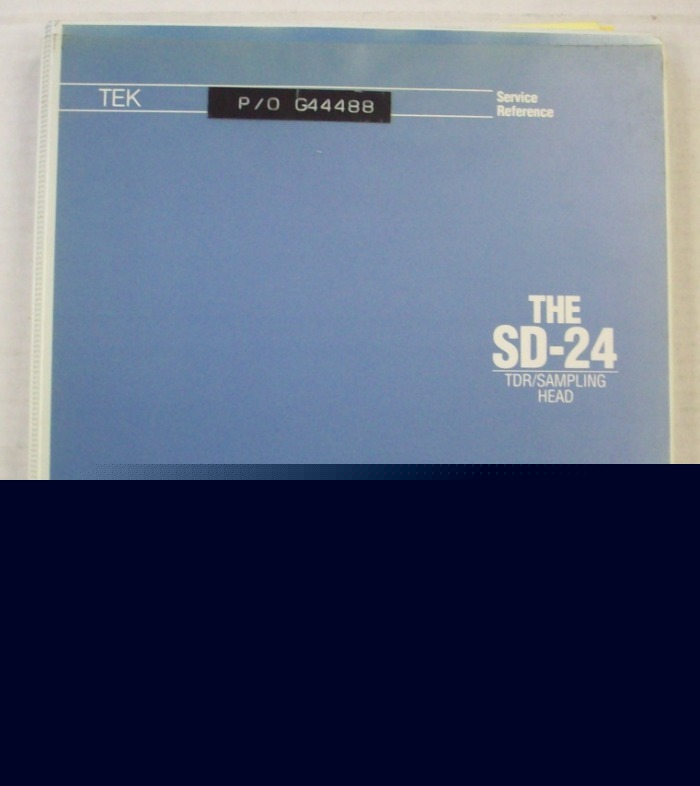 TEK
P/O G44488
Service
Reference
THE
SD-24
TDR/SAMPLING
HEAD